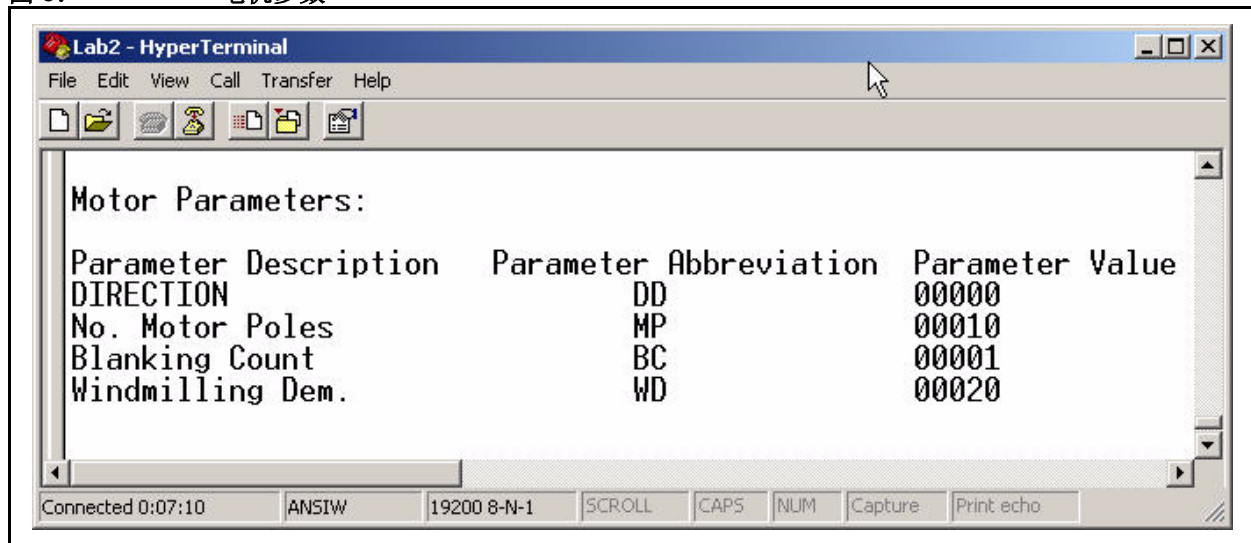 Lab2 - HyperTerminal
File Edit View Call Transfer Help
Motor Parameters:
Parameter Description Parameter Abbreviation Parameter Value
DIRECTION DD 00000
No. Motor Poles MP 00010
Blanking Count BC 00001
Windmilling Dem. WD 00020
Connected 0:07:10 ANSIW 19200 8-N-1 SCROLL CAPS NUM Capture Print echo